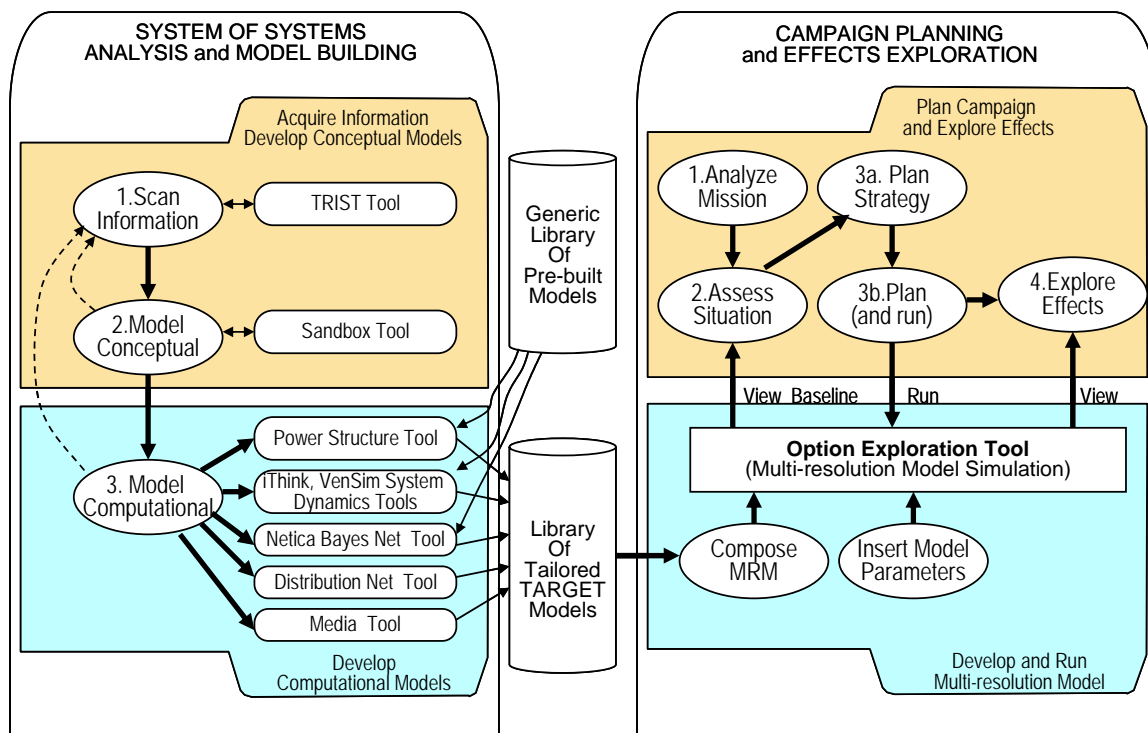 SYSTEM OF SYSTEMS
ANALYSIS and MODEL BUILDING
Acquire Information
Develop Conceptual Models
1.Scan
Information
TRIST Tool
2.Model
Conceptual
Sandbox Tool
3. Model
Computational
Power Structure Tool
iThink, VenSim System
Dynamics Tools
Netica Bayes Net Tool
Distribution Net Tool
Media Tool
Develop
Computational Models
Generic
Library
Of
Pre-built
Models
Library
Of
Tailored
TARGET
Models
CAMPAIGN PLANNING
and EFFECTS EXPLORATION
Plan Campaign
and Explore Effects
1.Analyze
Mission
3a. Plan
Strategy
2.Assess
Situation
3b.Plan
(and run)
4.Explore
Effects
View Baseline
Run
View
Option Exploration Tool
(Multi-resolution Model Simulation)
Compose
MRM
Insert Model
Parameters
Develop and Run
Multi-resolution Model